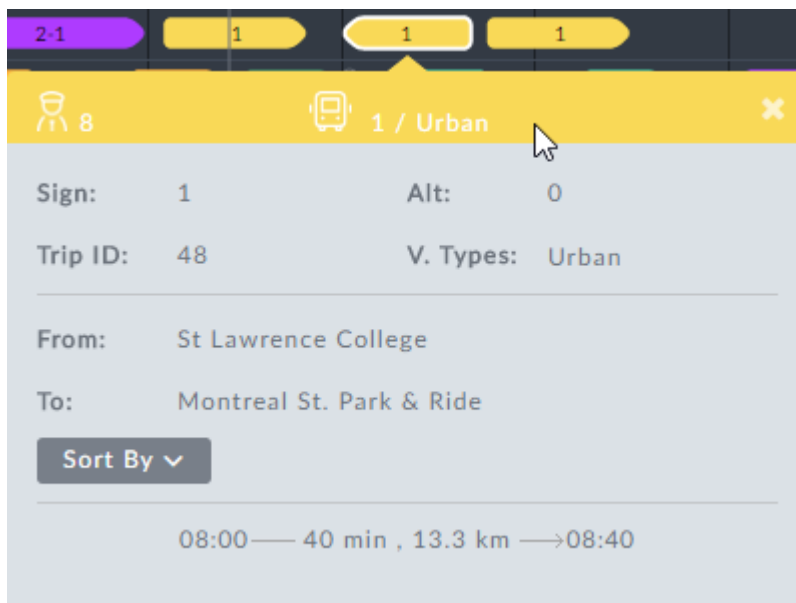 2-1 1 1 1
8 1 / Urban
Sign: 1 Alt: 0
Trip ID: 48 V. Types: Urban
From: St Lawrence College
To: Montreal St. Park & Ride
Sort By
08:00 40 min , 13.3 km 08:40